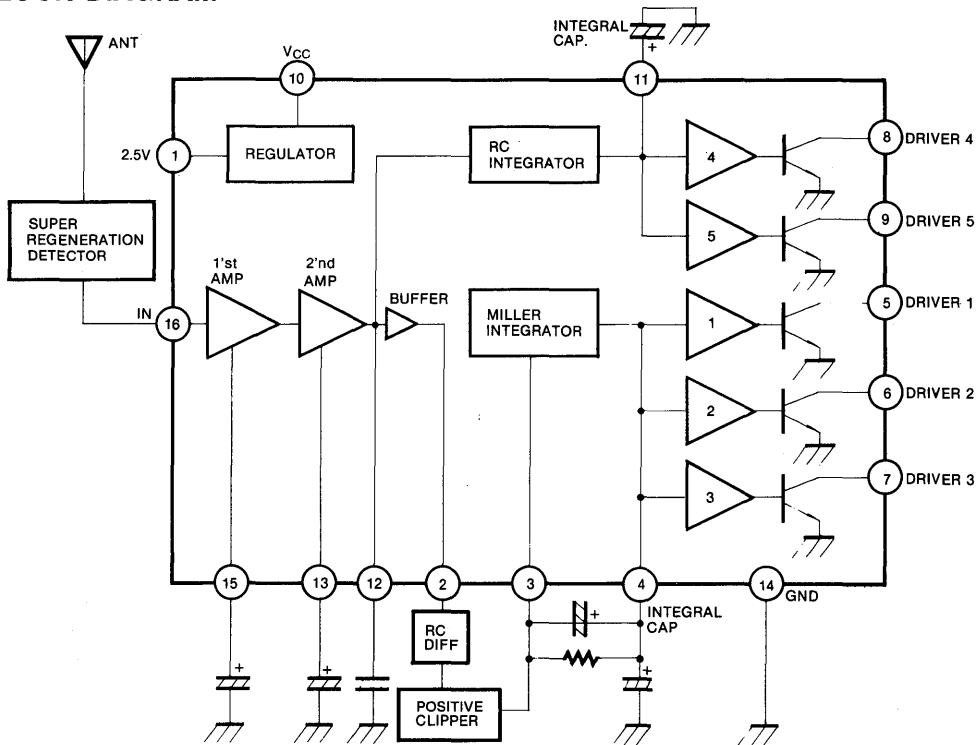 INTEGRAL
CAP.
ANT
VCC
10
11
2.5V
1
REGULATOR
RC
INTEGRATOR
4
8
DRIVER 4
SUPER
REGENERATION
DETECTOR
5
9
DRIVER 5
1'st
AMP
2'nd
AMP
BUFFER
IN
16
MILLER
INTEGRATOR
1
5
DRIVER 1
2
6
DRIVER 2
3
7
DRIVER 3
15
13
12
2
3
4
14
GND
INTEGRAL
CAP
+
+
+
+
+
RC
DIFF
POSITIVE
CLIPPER